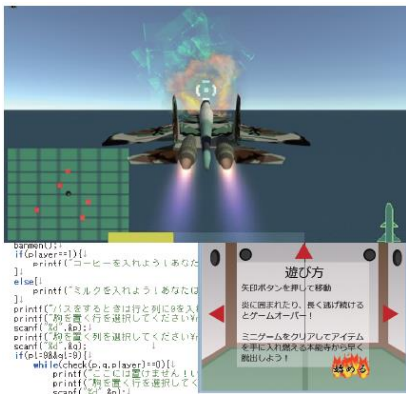 banmen();
if(player==1){
printf("コーヒーを入れよう!あなた
else{
printf("ミルクを入れよう!あなたは
printf("パスをするときは行と列に9を入
printf("駒を置く行を選択してください¥n
scanf("%d",&p);
printf("駒を置く列を選択してください¥n
scanf("%d",&q);
if(p!=9&&q!=9)
while(check(p,q,player)==0){
printf("ここには置けません!い
printf("駒を置く行を選択してく
scanf("%d",&p);
遊び方
矢印ボタンを押して移動
炎に囲まれたり、長く逃げ続ける
とゲームオーバー!
ミニゲームをクリアしてアイテム
を手に入れ燃える本能寺から早く
脱出しよう!
始める